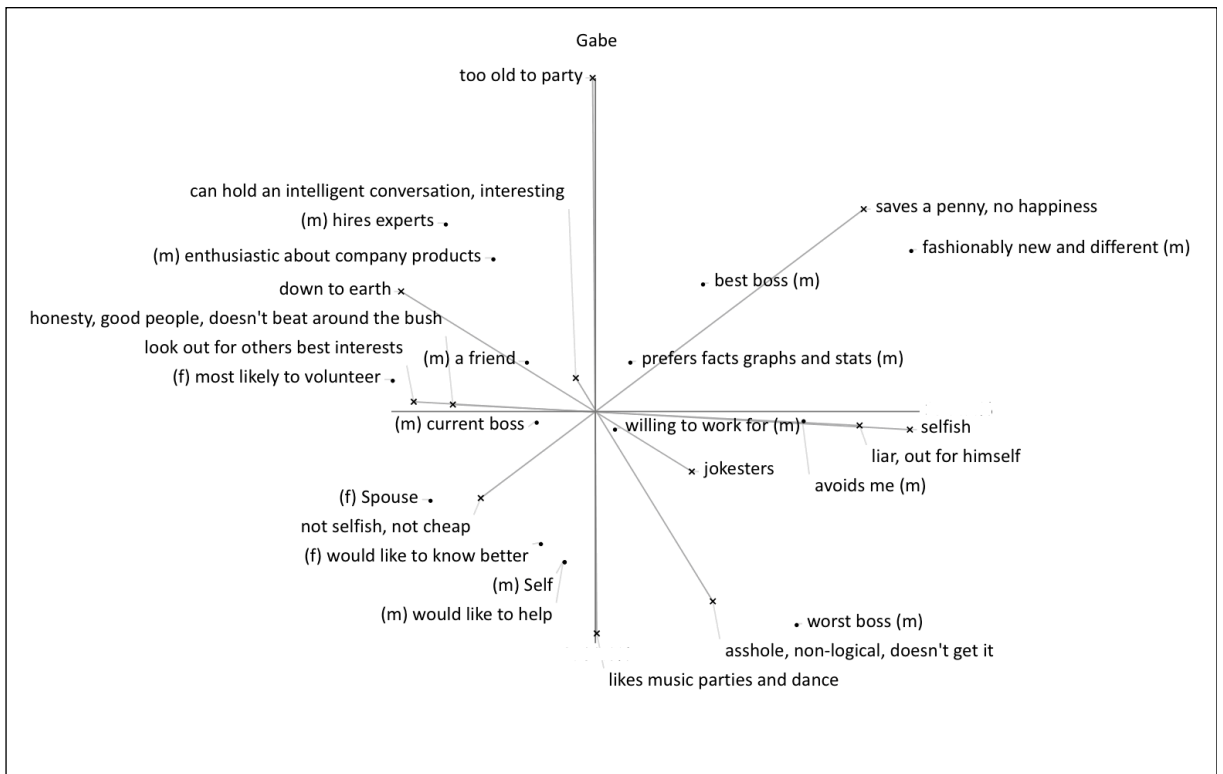 Gabe
too old to party
can hold an intelligent conversation, interesting
saves a penny, no happiness
(m) hires experts
fashionably new and different (m)
(m) enthusiastic about company products
best boss (m)
down to earth
honesty, good people, doesn't beat around the bush
look out for others best interests
(m) a friend
prefers facts graphs and stats (m)
(f) most likely to volunteer
(m) current boss
willing to work for (m)
selfish
liar, out for himself
jokesters
avoids me (m)
(f) Spouse
not selfish, not cheap
(f) would like to know better
(m) Self
(m) would like to help
worst boss (m)
asshole, non-logical, doesn't get it
likes music parties and dance